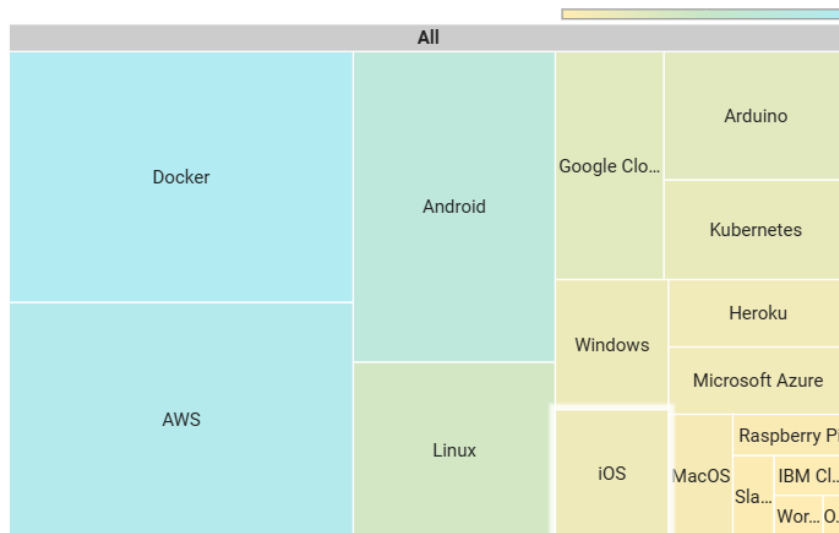 All
Docker
AWS
Android
Linux
Google Clo...
Arduino
Kubernetes
Windows
Heroku
Microsoft Azure
iOS
MacOS
Raspberry Pi
Sla...
IBM Cl...
Wor...
O...